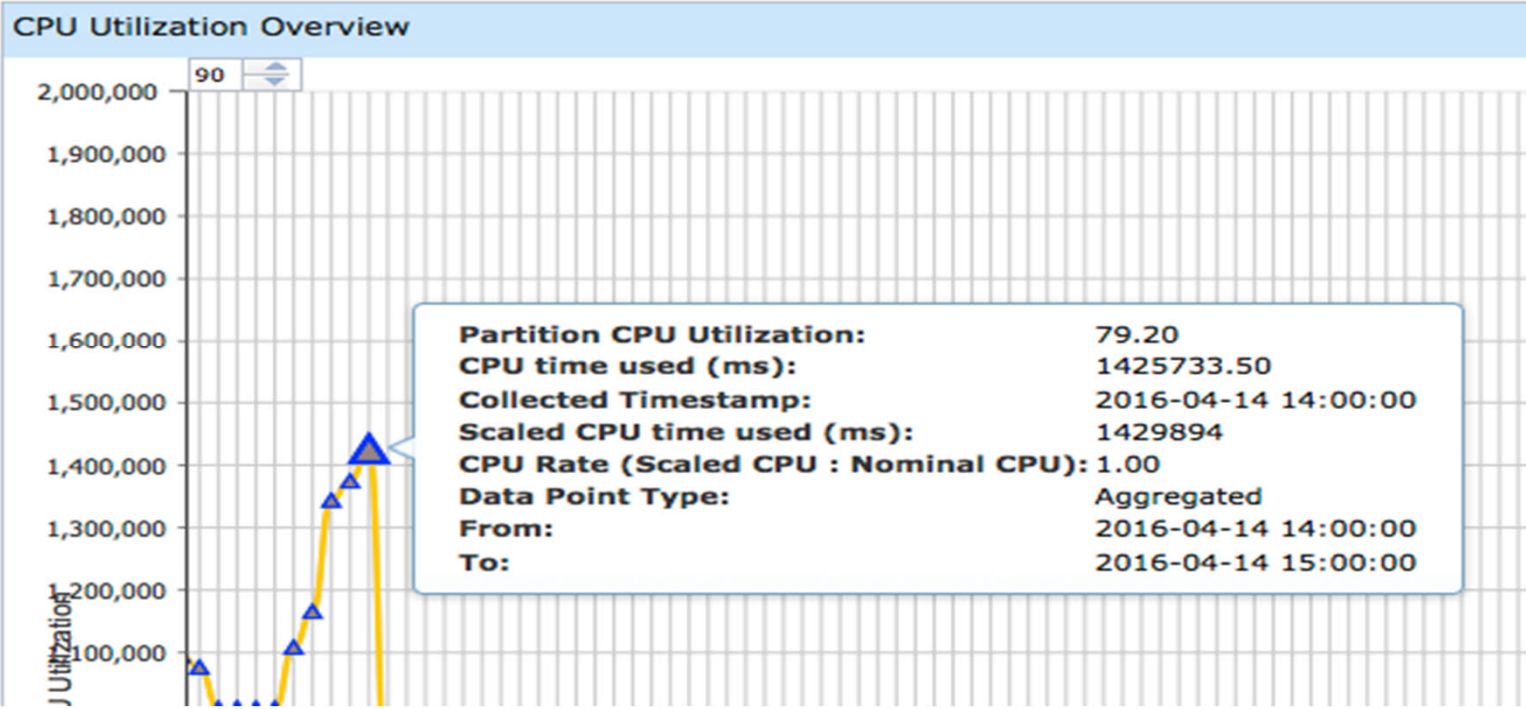 CPU Utilization Overview
90
2,000,000
1,900,000
1,800,000
1,700,000
1,600,000
1,500,000
1,400,000
1,300,000
1,200,000
100,000
U Utilization
Partition CPU Utilization: 79.20
CPU time used (ms): 1425733.50
Collected Timestamp: 2016-04-14 14:00:00
Scaled CPU time used (ms): 1429894
CPU Rate (Scaled CPU : Nominal CPU): 1.00
Data Point Type: Aggregated
From: 2016-04-14 14:00:00
To: 2016-04-14 15:00:00